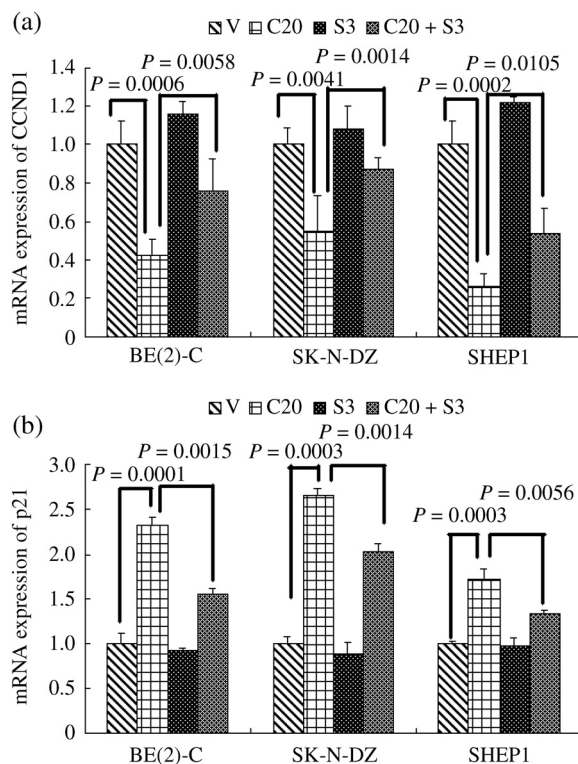 (a)
V C20 S3 C20 + S3
P = 0.0058 P = 0.0014 P = 0.0105
P = 0.0006 P = 0.0041 P = 0.0002
mRNA expression of CCND1
1.4
1.2
1.0
0.8
0.6
0.4
0.2
0
BE(2)-C SK-N-DZ SHEP1
(b)
V C20 S3 C20 + S3
P = 0.0014
P = 0.0015 P = 0.0003
P = 0.0001
P = 0.0056
P = 0.0003
mRNA expression of p21
3.0
2.5
2.0
1.5
1.0
0.5
0
BE(2)-C SK-N-DZ SHEP1